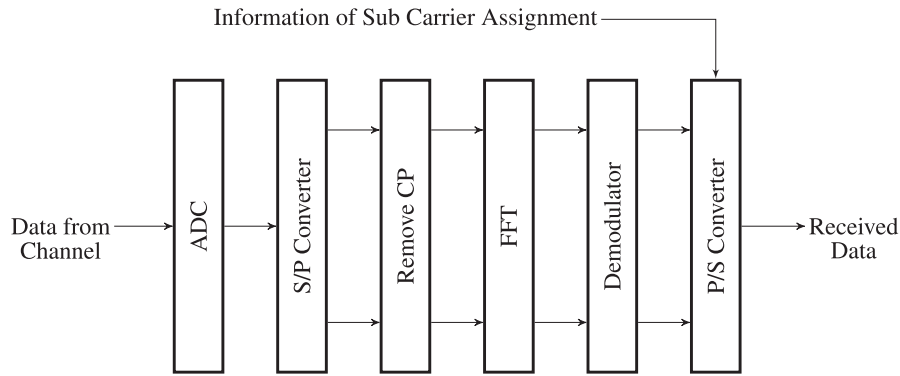 Information of Sub Carrier Assignment
Data from
Channel
ADC
S/P Converter
Remove CP
FFT
Demodulator
P/S Converter
Received
Data